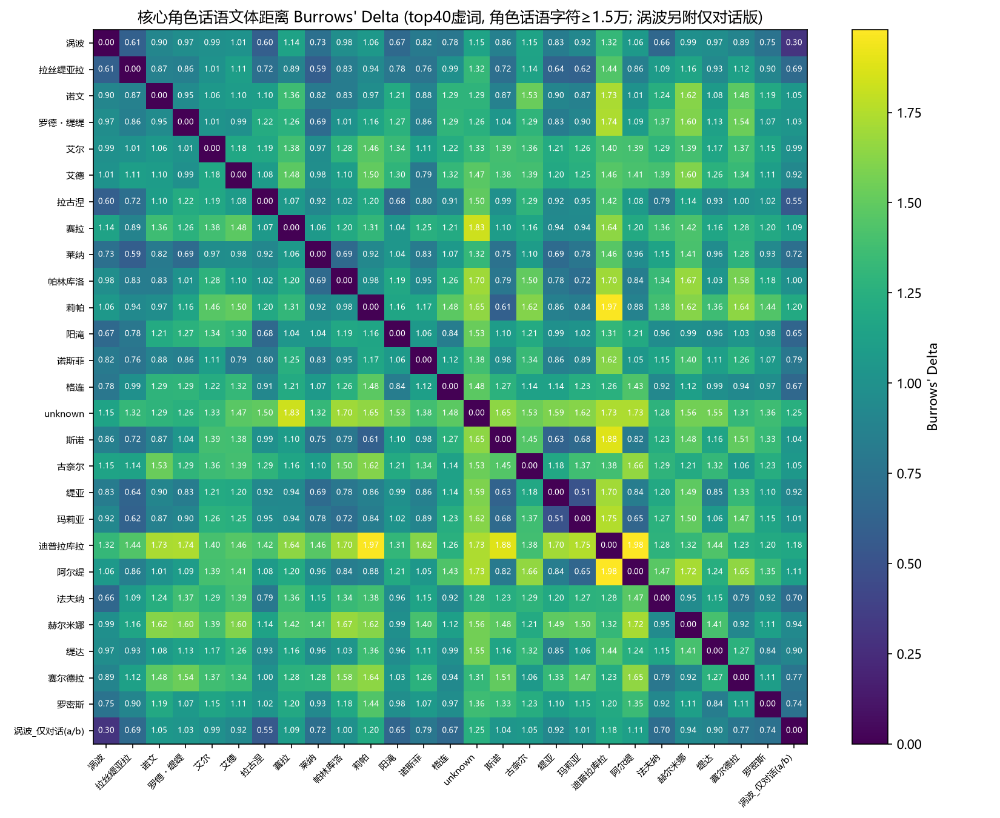 核心角色话语文体距离 Burrows' Delta (top40虚词, 角色话语字符≥1.5万; 涡波另附仅对话版)
涡波 0.00 0.61 0.90 0.97 0.99 1.01 0.60 1.14 0.73 0.98 1.06 0.67 0.82 0.78 1.15 0.86 1.15 0.83 0.92 1.32 1.06 0.66 0.99 0.97 0.89 0.75 0.30
拉丝缇亚拉 0.61 0.00 0.87 0.86 1.01 1.11 0.72 0.89 0.59 0.83 0.94 0.78 0.76 0.99 1.32 0.72 1.14 0.64 0.62 1.44 0.86 1.09 1.16 0.93 1.12 0.90 0.69
诺文 0.90 0.87 0.00 0.95 1.06 1.10 1.10 1.36 0.82 0.83 0.97 1.21 0.88 1.29 1.29 0.87 1.53 0.90 0.87 1.73 1.01 1.24 1.62 1.08 1.48 1.19 1.05
罗德·缇缇 0.97 0.86 0.95 0.00 1.01 0.99 1.22 1.26 0.69 1.01 1.16 1.27 0.86 1.29 1.26 1.04 1.29 0.83 0.90 1.74 1.09 1.37 1.60 1.13 1.54 1.07 1.03
艾尔 0.99 1.01 1.06 1.01 0.00 1.18 1.19 1.38 0.97 1.28 1.46 1.34 1.11 1.22 1.33 1.39 1.36 1.21 1.26 1.40 1.39 1.29 1.39 1.17 1.37 1.15 0.99
艾德 1.01 1.11 1.10 0.99 1.18 0.00 1.08 1.48 0.98 1.10 1.50 1.30 0.79 1.32 1.47 1.38 1.39 1.20 1.25 1.46 1.41 1.39 1.60 1.26 1.34 1.11 0.92
拉古涅 0.60 0.72 1.10 1.22 1.19 1.08 0.00 1.07 0.92 1.02 1.20 0.68 0.80 0.91 1.50 0.99 1.29 0.92 0.95 1.42 1.08 0.79 1.14 0.93 1.00 1.02 0.55
赛拉 1.14 0.89 1.36 1.26 1.38 1.48 1.07 0.00 1.06 1.20 1.31 1.04 1.25 1.21 1.83 1.10 1.16 0.94 0.94 1.64 1.20 1.36 1.42 1.16 1.28 1.20 1.09
莱纳 0.73 0.59 0.82 0.69 0.97 0.98 0.92 1.06 0.00 0.69 0.92 1.04 0.83 1.07 1.32 0.75 1.10 0.69 0.78 1.46 0.96 1.15 1.41 0.96 1.28 0.93 0.72
帕林库洛 0.98 0.83 0.83 1.01 1.28 1.10 1.02 1.20 0.69 0.00 0.98 1.19 0.95 1.26 1.70 0.79 1.50 0.78 0.72 1.70 0.84 1.34 1.67 1.03 1.58 1.18 1.00
莉帕 1.06 0.94 0.97 1.16 1.46 1.50 1.20 1.31 0.92 0.98 0.00 1.16 1.17 1.48 1.65 0.61 1.62 0.86 0.84 1.97 0.88 1.38 1.62 1.36 1.64 1.44 1.20
阳滝 0.67 0.78 1.21 1.27 1.34 1.30 0.68 1.04 1.04 1.19 1.16 0.00 1.06 0.84 1.53 1.10 1.21 0.99 1.02 1.31 1.21 0.96 0.99 0.96 1.03 0.98 0.65
诺斯菲 0.82 0.76 0.88 0.86 1.11 0.79 0.80 1.25 0.83 0.95 1.17 1.06 0.00 1.12 1.38 0.98 1.34 0.86 0.89 1.62 1.05 1.15 1.40 1.11 1.26 1.07 0.79
格连 0.78 0.99 1.29 1.29 1.22 1.32 0.91 1.21 1.07 1.26 1.48 0.84 1.12 0.00 1.48 1.27 1.14 1.14 1.23 1.26 1.43 0.92 1.12 0.99 0.94 0.97 0.67
unknown 1.15 1.32 1.29 1.26 1.33 1.47 1.50 1.83 1.32 1.70 1.65 1.53 1.38 1.48 0.00 1.65 1.53 1.59 1.62 1.73 1.73 1.28 1.56 1.55 1.31 1.36 1.25
斯诺 0.86 0.72 0.87 1.04 1.39 1.38 0.99 1.10 0.75 0.79 0.61 1.10 0.98 1.27 1.65 0.00 1.45 0.63 0.68 1.88 0.82 1.23 1.48 1.16 1.51 1.33 1.04
古奈尔 1.15 1.14 1.53 1.29 1.36 1.39 1.29 1.16 1.10 1.50 1.62 1.21 1.34 1.14 1.53 1.45 0.00 1.18 1.37 1.38 1.66 1.29 1.21 1.32 1.06 1.23 1.05
缇亚 0.83 0.64 0.90 0.83 1.21 1.20 0.92 0.94 0.69 0.78 0.86 0.99 0.86 1.14 1.59 0.63 1.18 0.00 0.51 1.70 0.84 1.20 1.49 0.85 1.33 1.10 0.92
玛莉亚 0.92 0.62 0.87 0.90 1.26 1.25 0.95 0.94 0.78 0.72 0.84 1.02 0.89 1.23 1.62 0.68 1.37 0.51 0.00 1.75 0.65 1.27 1.50 1.06 1.47 1.15 1.01
迪普拉库拉 1.32 1.44 1.73 1.74 1.40 1.46 1.42 1.64 1.46 1.70 1.97 1.31 1.62 1.26 1.73 1.88 1.38 1.70 1.75 0.00 1.98 1.28 1.32 1.44 1.23 1.20 1.18
阿尔缇 1.06 0.86 1.01 1.09 1.39 1.41 1.08 1.20 0.96 0.84 0.88 1.21 1.05 1.43 1.73 0.82 1.66 0.84 0.65 1.98 0.00 1.47 1.72 1.24 1.65 1.35 1.11
法夫纳 0.66 1.09 1.24 1.37 1.29 1.39 0.79 1.36 1.15 1.34 1.38 0.96 1.15 0.92 1.28 1.23 1.29 1.20 1.27 1.28 1.47 0.00 0.95 1.15 0.79 0.92 0.70
赫尔米娜 0.99 1.16 1.62 1.60 1.39 1.60 1.14 1.42 1.41 1.67 1.62 0.99 1.40 1.12 1.56 1.48 1.21 1.49 1.50 1.32 1.72 0.95 0.00 1.41 0.92 1.11 0.94
缇达 0.97 0.93 1.08 1.13 1.17 1.26 0.93 1.16 0.96 1.03 1.36 0.96 1.11 0.99 1.55 1.16 1.32 0.85 1.06 1.44 1.24 1.15 1.41 0.00 1.27 0.84 0.90
塞尔德拉 0.89 1.12 1.48 1.54 1.37 1.34 1.00 1.28 1.28 1.58 1.64 1.03 1.26 0.94 1.31 1.51 1.06 1.33 1.47 1.23 1.65 0.79 0.92 1.27 0.00 1.11 0.77
罗密斯 0.75 0.90 1.19 1.07 1.15 1.11 1.02 1.20 0.93 1.18 1.44 0.98 1.07 0.97 1.36 1.33 1.23 1.10 1.15 1.20 1.35 0.92 1.11 0.84 1.11 0.00 0.74
涡波_仅对话(a/b) 0.30 0.69 1.05 1.03 0.99 0.92 0.55 1.09 0.72 1.00 1.20 0.65 0.79 0.67 1.25 1.04 1.05 0.92 1.01 1.18 1.11 0.70 0.94 0.90 0.77 0.74 0.00
涡波 拉丝缇亚拉 诺文 罗德·缇缇 艾尔 艾德 拉古涅 赛拉 莱纳 帕林库洛 莉帕 阳滝 诺斯菲 格连 unknown 斯诺 古奈尔 缇亚 玛莉亚 迪普拉库拉 阿尔缇 法夫纳 赫尔米娜 缇达 塞尔德拉 罗密斯 涡波_仅对话(a/b)
1.75
1.50
1.25
1.00
0.75
0.50
0.25
0.00
Burrows' Delta